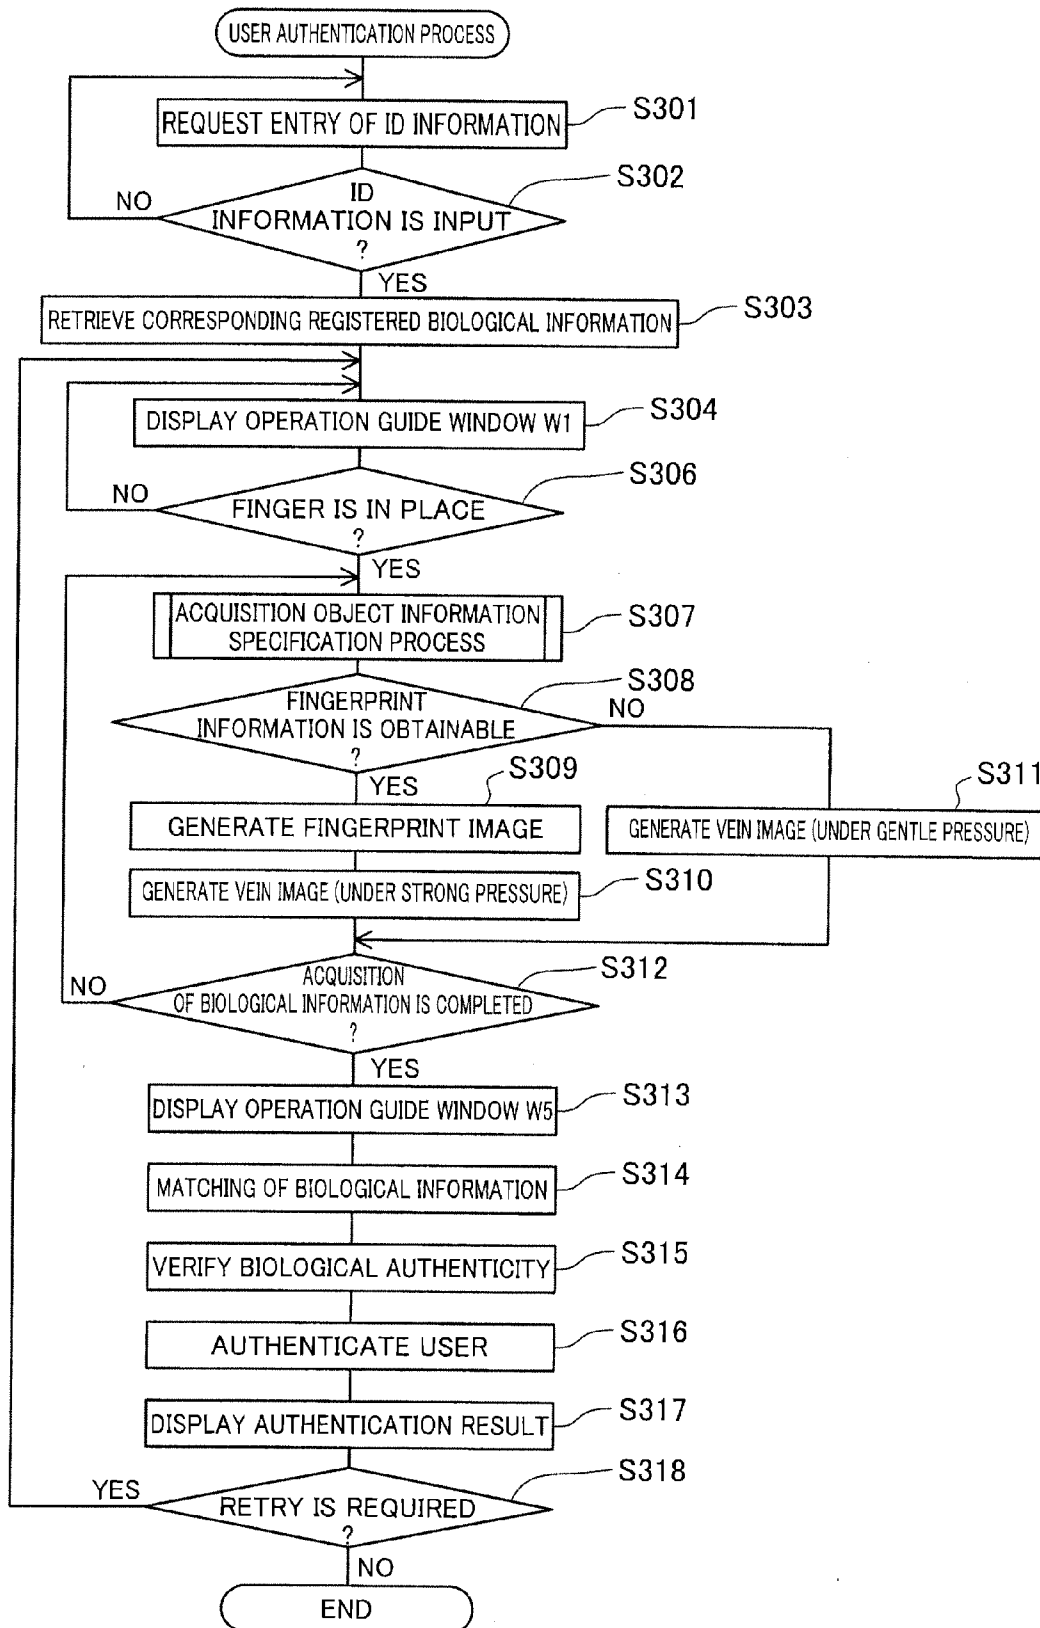 USER AUTHENTICATION PROCESS
REQUEST ENTRY OF ID INFORMATION
S301
ID
INFORMATION IS INPUT
?
S302
NO
YES
RETRIEVE CORRESPONDING REGISTERED BIOLOGICAL INFORMATION
S303
DISPLAY OPERATION GUIDE WINDOW W1
S304
FINGER IS IN PLACE
?
S306
NO
YES
ACQUISITION OBJECT INFORMATION
SPECIFICATION PROCESS
S307
FINGERPRINT
INFORMATION IS OBTAINABLE
?
S308
NO
YES
GENERATE FINGERPRINT IMAGE
S309
GENERATE VEIN IMAGE (UNDER GENTLE PRESSURE)
S311
GENERATE VEIN IMAGE (UNDER STRONG PRESSURE)
S310
ACQUISITION
OF BIOLOGICAL INFORMATION IS COMPLETED
?
S312
NO
YES
DISPLAY OPERATION GUIDE WINDOW W5
S313
MATCHING OF BIOLOGICAL INFORMATION
S314
VERIFY BIOLOGICAL AUTHENTICITY
S315
AUTHENTICATE USER
S316
DISPLAY AUTHENTICATION RESULT
S317
RETRY IS REQUIRED
?
S318
YES
NO
END